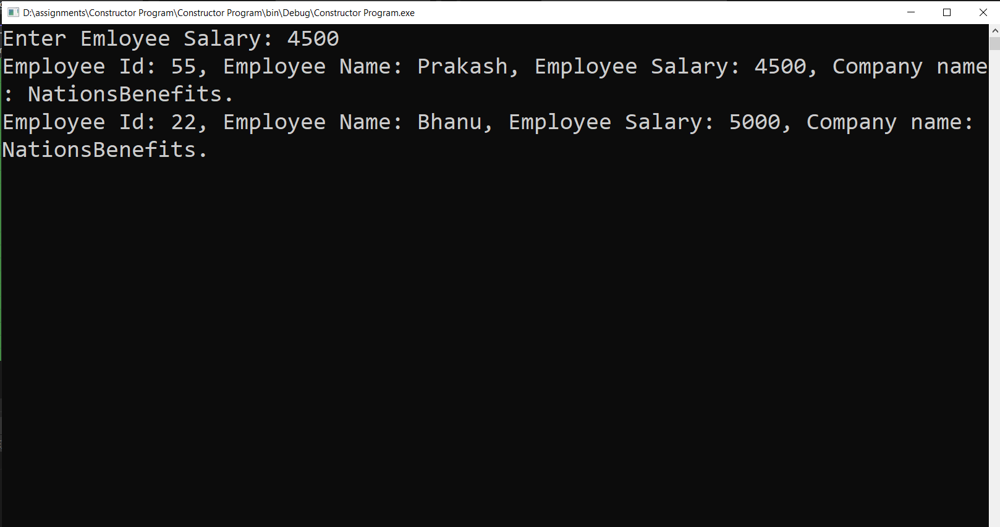 D:\assignments\Constructor Program\Constructor Program\bin\Debug\Constructor Program.exe
Enter Emloyee Salary: 4500
Employee Id: 55, Employee Name: Prakash, Employee Salary: 4500, Company name
: NationsBenefits.
Employee Id: 22, Employee Name: Bhanu, Employee Salary: 5000, Company name:
NationsBenefits.